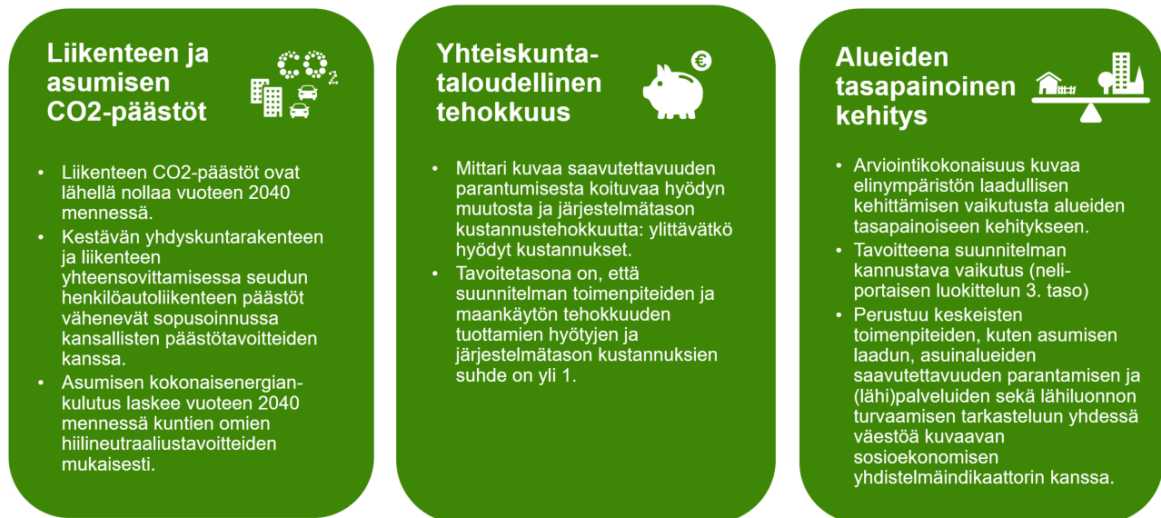 Liikenteen ja
asumisen
CO2-päästöt
CO2
• Liikenteen CO2-päästöt ovat
lähellä nollaa vuoteen 2040
mennessä.
• Kestävän yhdyskuntarakenteen
ja liikenteen
yhteensovittamisessa seudun
henkilöautoliikenteen päästöt
vähenevät sopusoinnussa
kansallisten päästötavoitteiden
kanssa.
• Asumisen kokonaisenergian-
kulutus laskee vuoteen 2040
mennessä kuntien omien
hiilineutraaliustavoitteiden
mukaisesti.
Yhteiskunta-
taloudellinen
tehokkuus
€
• Mittari kuvaa saavutettavuuden
parantumisesta koituvaa hyödyn
muutosta ja järjestelmätason
kustannustehokkuutta: ylittävätkö
hyödyt kustannukset.
• Tavoitetasona on, että
suunnitelman toimenpiteiden ja
maankäytön tehokkuuden
tuottamien hyötyjen ja
järjestelmätason kustannuksien
suhde on yli 1.
Alueiden
tasapainoinen
kehitys
• Arviointikokonaisuus kuvaa
elinympäristön laadullisen
kehittämisen vaikutusta alueiden
tasapainoiseen kehitykseen.
• Tavoitteena suunnitelman
kannustava vaikutus (neli-
portaisen luokittelun 3. taso)
• Perustuu keskeisten
toimenpiteiden, kuten asumisen
laadun, asuinalueiden
saavutettavuuden parantamisen ja
(lähi)palveluiden sekä lähiluonnon
turvaamisen tarkasteluun yhdessä
väestöä kuvaavan
sosioekonomisen
yhdistelmäindikaattorin kanssa.